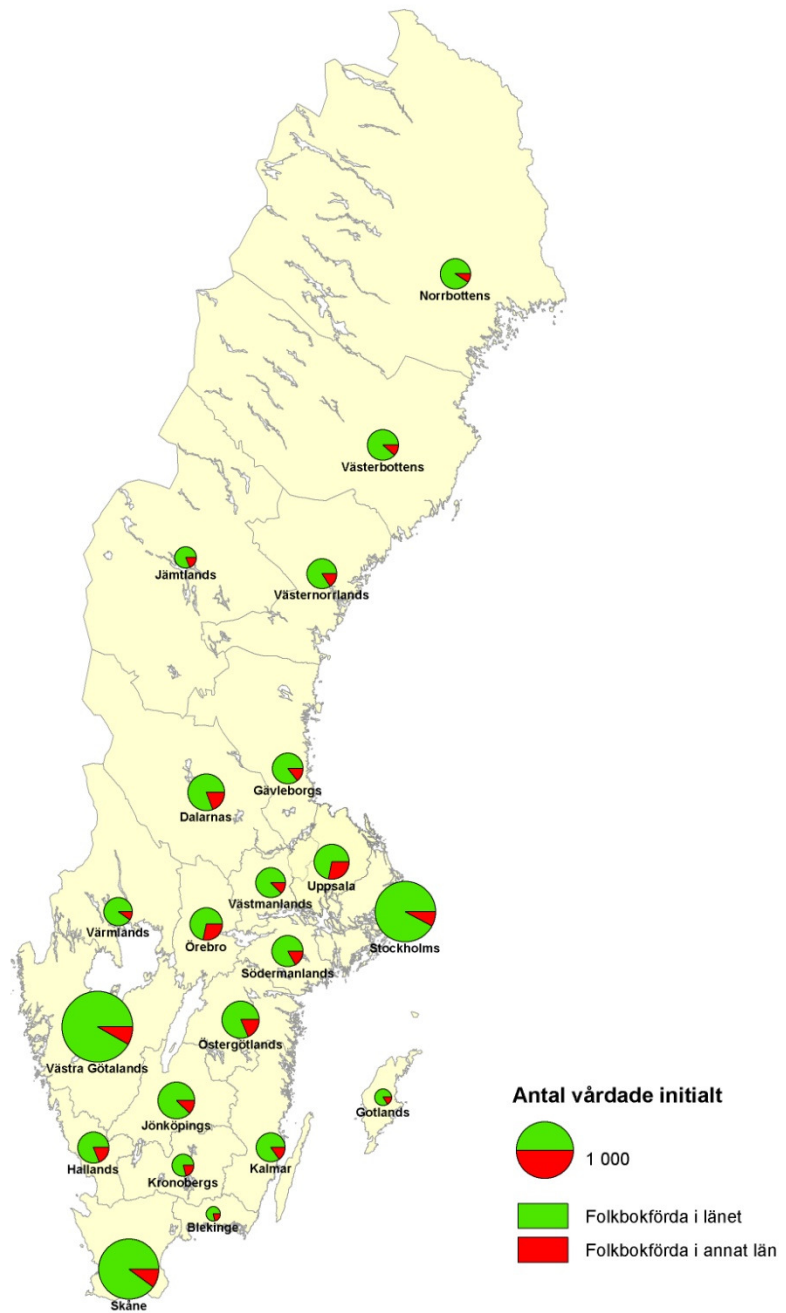 Norrbottens
Västerbottens
Jämtlands
Västernorrlands
Gävleborgs
Dalarnas
Uppsala
Västmanlands
Värmlands
Örebro
Stockholms
Södermanlands
Östergötlands
Västra Götalands
Gotlands
Jönköpings
Hallands
Kalmar
Kronobergs
Blekinge
Skåne
Antal vårdade initialt
1 000
Folkbokförda i länet
Folkbokförda i annat län